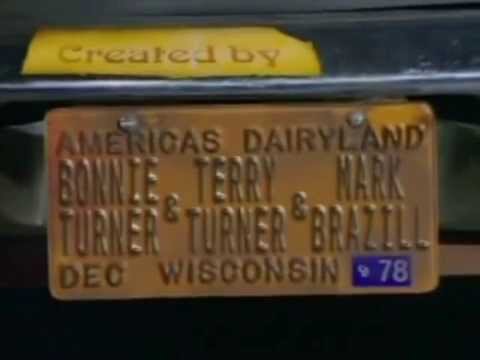 Created by
AMERICAS DAIRYLAND
BONNIE TERRY MARK
& &
TURNER TURNER BRAZILL
DEC WISCONSIN 78